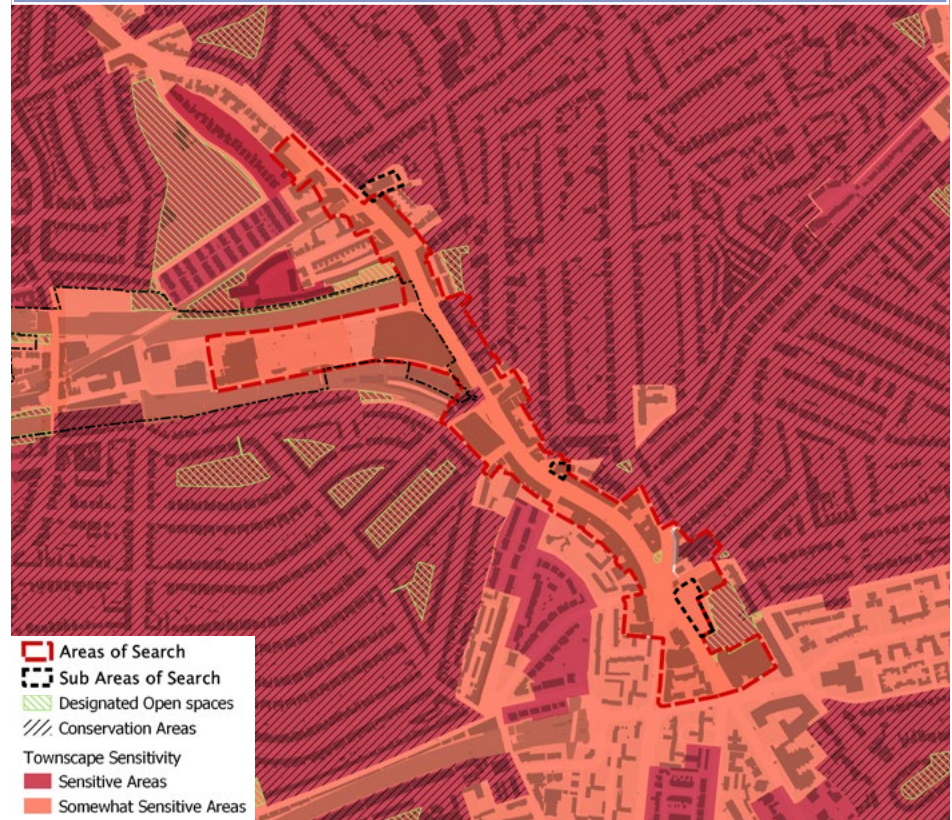 Areas of Search
Sub Areas of Search
Designated Open spaces
Conservation Areas
Townscape Sensitivity
Sensitive Areas
Somewhat Sensitive Areas